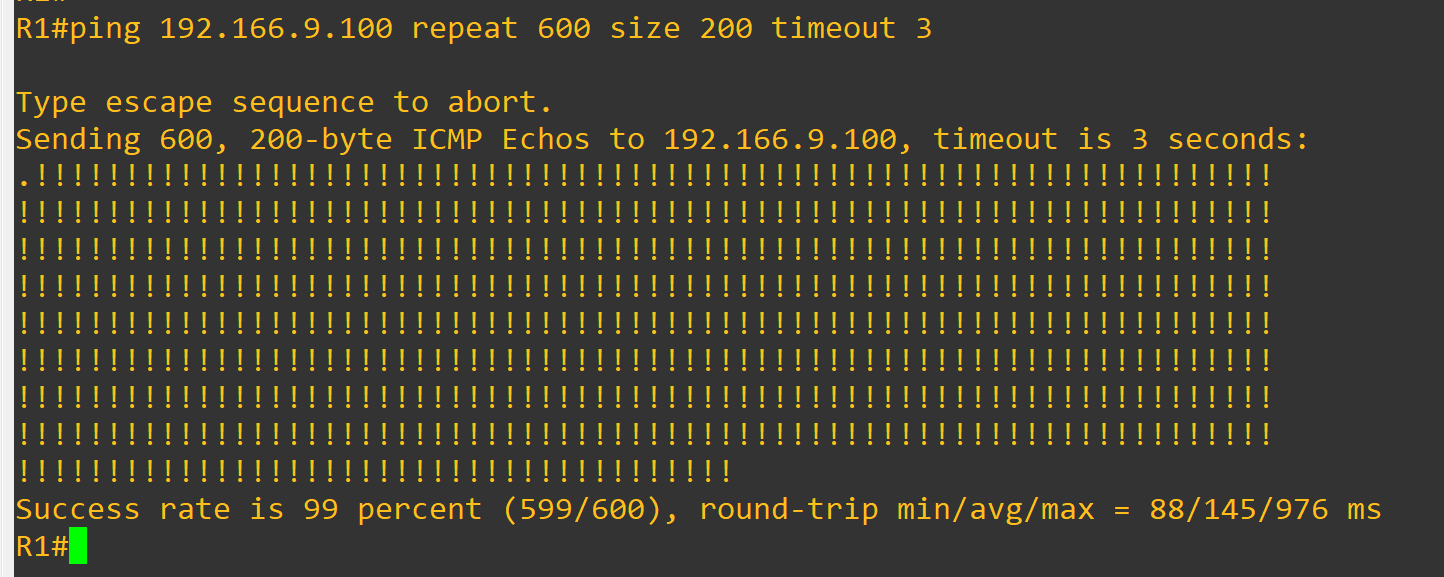 R1#ping 192.166.9.100 repeat 600 size 200 timeout 3
Type escape sequence to abort.
Sending 600, 200-byte ICMP Echos to 192.166.9.100, timeout is 3 seconds:
.!!!!!!!!!!!!!!!!!!!!!!!!!!!!!!!!!!!!!!!!!!!!!!!!!!!!!!!!!!!!!!!!!!!!!
!!!!!!!!!!!!!!!!!!!!!!!!!!!!!!!!!!!!!!!!!!!!!!!!!!!!!!!!!!!!!!!!!!!!!!
!!!!!!!!!!!!!!!!!!!!!!!!!!!!!!!!!!!!!!!!!!!!!!!!!!!!!!!!!!!!!!!!!!!!!!
!!!!!!!!!!!!!!!!!!!!!!!!!!!!!!!!!!!!!!!!!!!!!!!!!!!!!!!!!!!!!!!!!!!!!!
!!!!!!!!!!!!!!!!!!!!!!!!!!!!!!!!!!!!!!!!!!!!!!!!!!!!!!!!!!!!!!!!!!!!!!
!!!!!!!!!!!!!!!!!!!!!!!!!!!!!!!!!!!!!!!!!!!!!!!!!!!!!!!!!!!!!!!!!!!!!!
!!!!!!!!!!!!!!!!!!!!!!!!!!!!!!!!!!!!!!!!!!!!!!!!!!!!!!!!!!!!!!!!!!!!!!
!!!!!!!!!!!!!!!!!!!!!!!!!!!!!!!!!!!!!!!!!!!!!!!!!!!!!!!!!!!!!!!!!!!!!!
!!!!!!!!!!!!!!!!!!!!!!!!!!!!!!!!!!!!!!!!
Success rate is 99 percent (599/600), round-trip min/avg/max = 88/145/976 ms
R1#